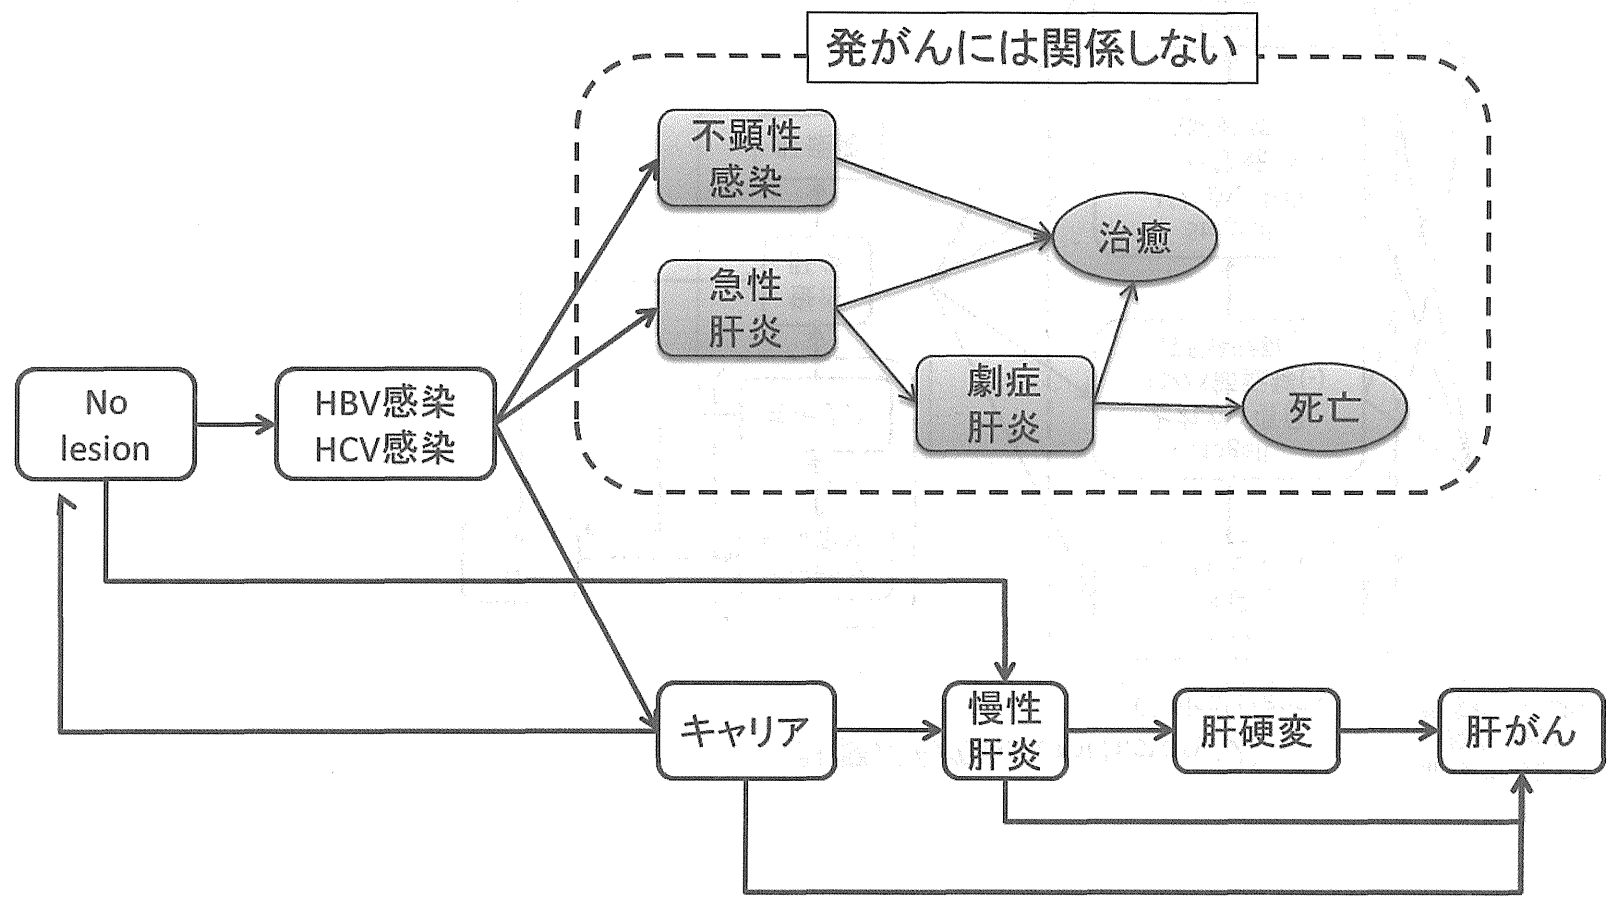 発がんには関係しない
不顕性
感染
治癒
急性
肝炎
劇症
肝炎
死亡
No
lesion
HBV感染
HCV感染
キャリア
慢性
肝炎
肝硬変
肝がん